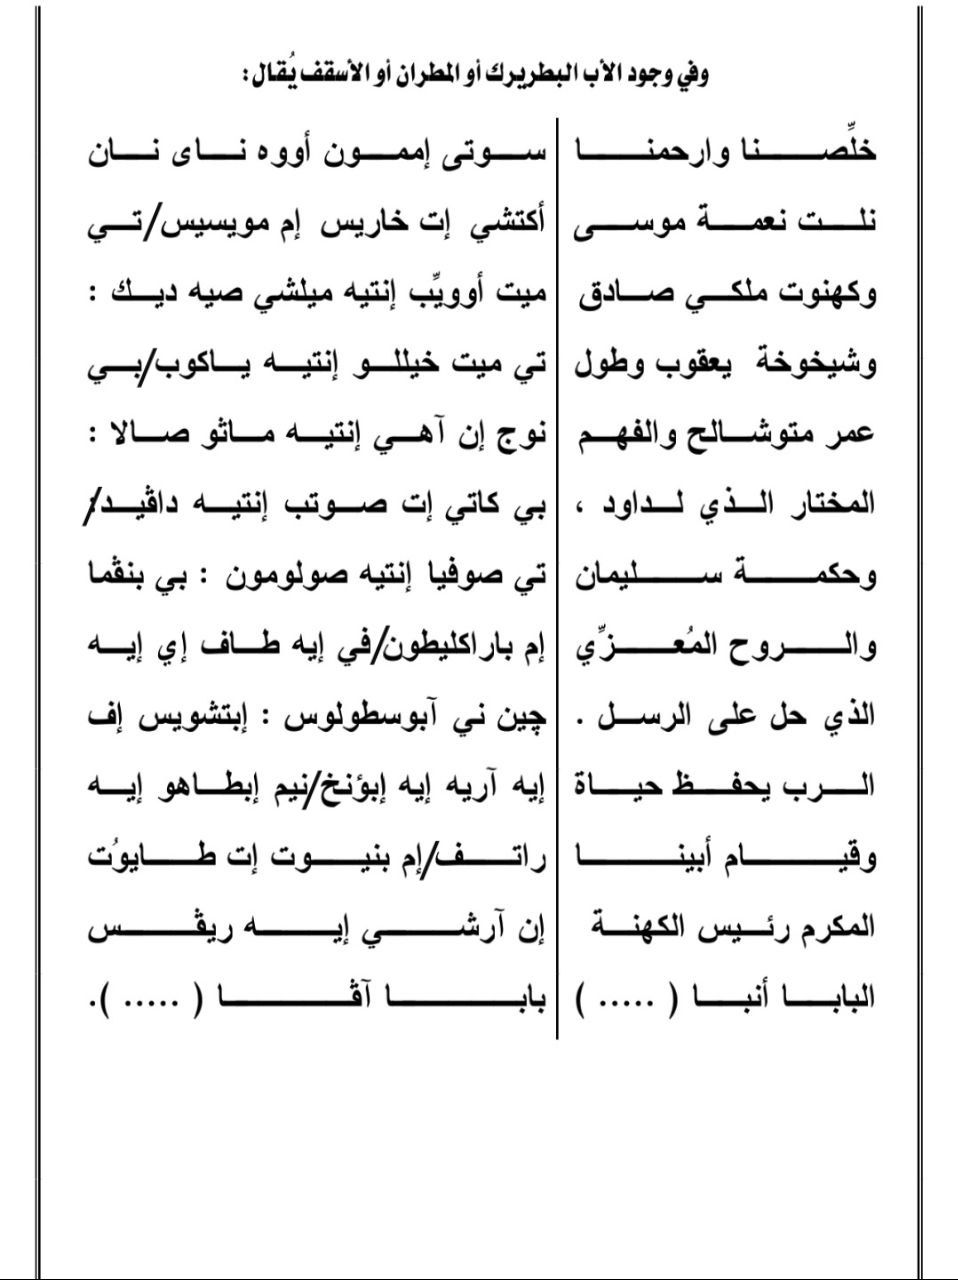 وفي وجود الأب البطريرك أو المطران أو الأسقف يُقال:
خلِّصنا وارحمنا
نلت نعمة موسى
وكهنوت ملكي صادق
وشيخوخة يعقوب وطول
عمر متوشالح والفهم
المختار الذي لداود ،
وحكمة سليمان
والروح المُعزِّي
الذي حل على الرسل .
الرب يحفظ حياة
وقيام أبينا
المكرم رئيس الكهنة
البابا أنبا ( ..... )
سوتى إممون أووه ناى نان
أكتشي إت خاريس إم مويسيس/تي
ميت أوويِّب إنتيه ميلشي صيه ديك :
تي ميت خيللو إنتيه ياكوب/بي
نوج إن آهي إنتيه ماثو صالا :
بي كاتي إت صوتب إنتيه داڤيد:/
تي صوفيا إنتيه صولومون : بي بنڤما
إم باراكليطون/في إيه طاف إي إيه
چين ني آبوسطولوس : إبتشويس إف
إيه آريه إيه إبؤنخ/نيم إبطاهو إيه
راتف/إم بنيوت إت طايوُت
إن آرشي إيه ريڤس
بابا آڤا ( ..... ).